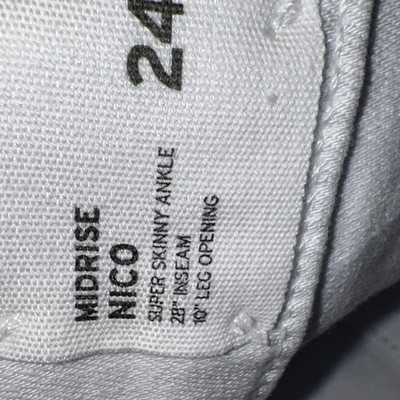 24
MIDRISE
NICO
SUPER SKINNY ANKLE
28" INSEAM
10" LEG OPENING